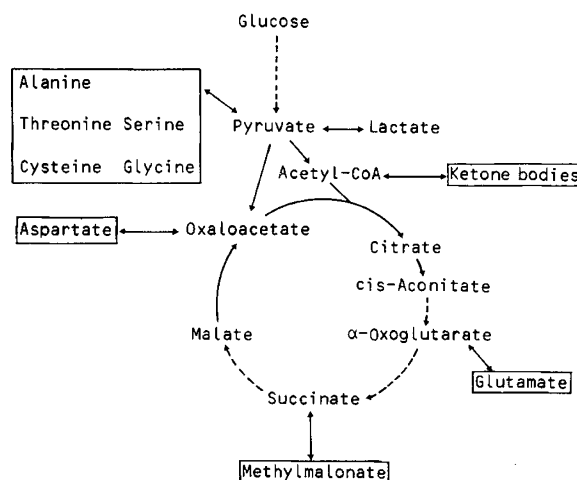 Glucose
Alanine
Threonine Serine
Cysteine Glycine
Pyruvate
Lactate
Acetyl-CoA
Ketone bodies
Aspartate
Oxaloacetate
Citrate
cis-Aconitate
Malate
α-Oxoglutarate
Glutamate
Succinate
Methylmalonate